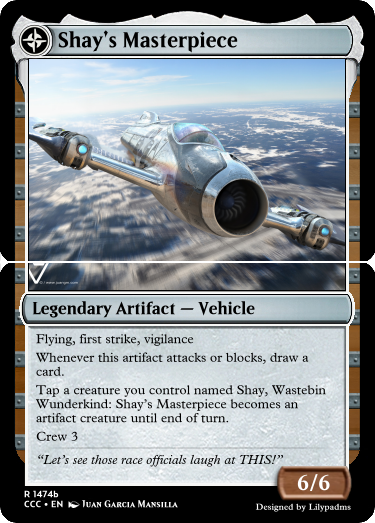 Shay's Masterpiece
Legendary Artifact — Vehicle
Flying, first strike, vigilance
Whenever this artifact attacks or blocks, draw a
card.
Tap a creature you control named Shay, Wastebin
Wunderkind: Shay's Masterpiece becomes an
artifact creature until end of turn.
Crew 3
"Let's see those race officials laugh at THIS!"
6/6
R 1474b
CCC • EN Juan Garcia Mansilla
Designed by Lilypadms